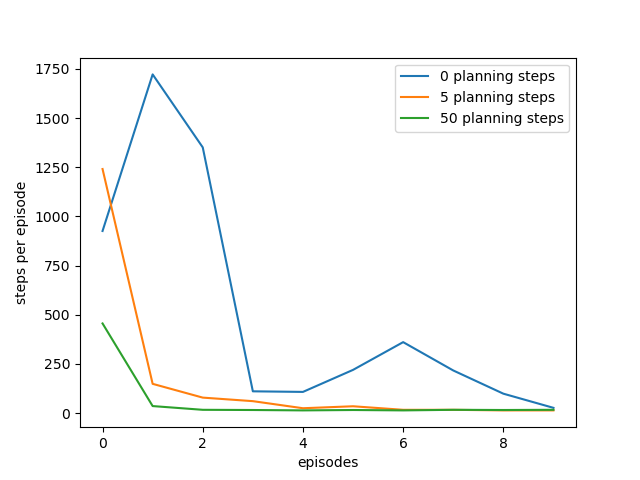 1750
1500
1250
1000
750
500
250
0
steps per episode
0 planning steps
5 planning steps
50 planning steps
0 2 4 6 8
episodes